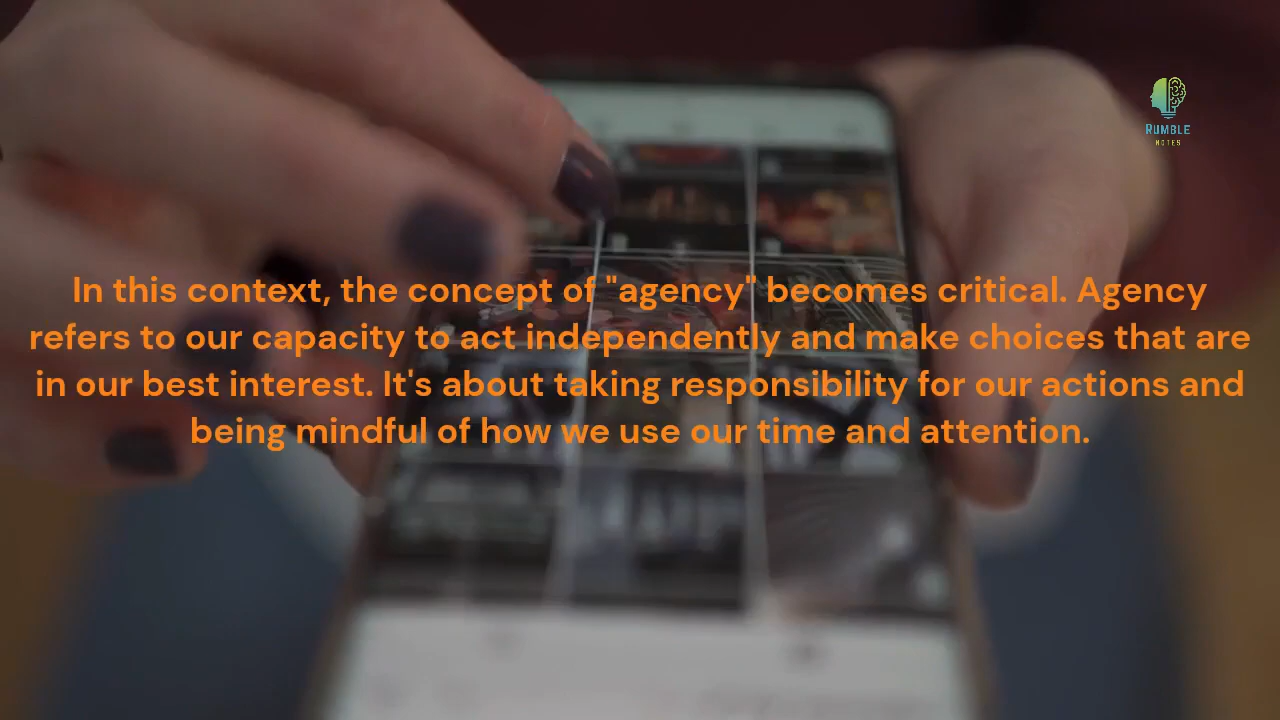 RUMBLE
NOTES
In this context, the concept of "agency" becomes critical. Agency
refers to our capacity to act independently and make choices that are
in our best interest. It's about taking responsibility for our actions and
being mindful of how we use our time and attention.